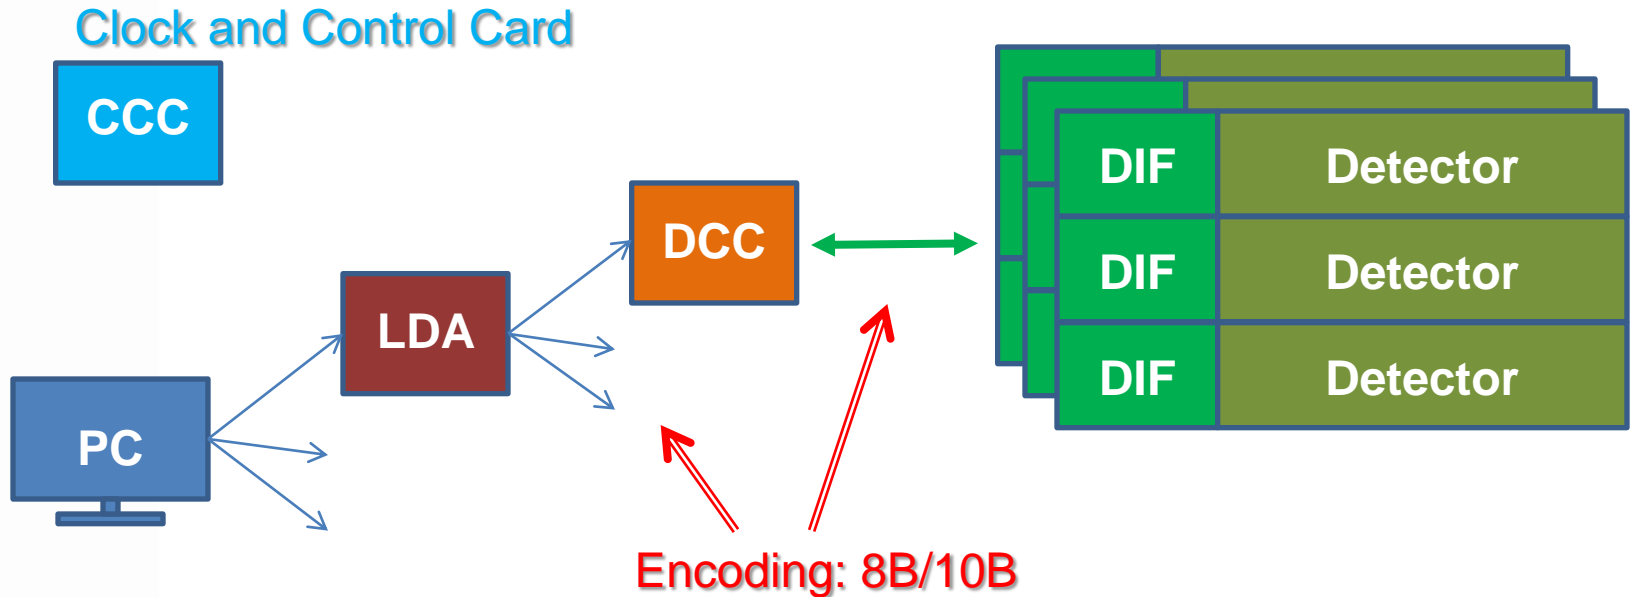 Clock and Control Card
CCC
DIF Detector
DCC
DIF Detector
LDA
DIF Detector
PC
Encoding: 8B/10B